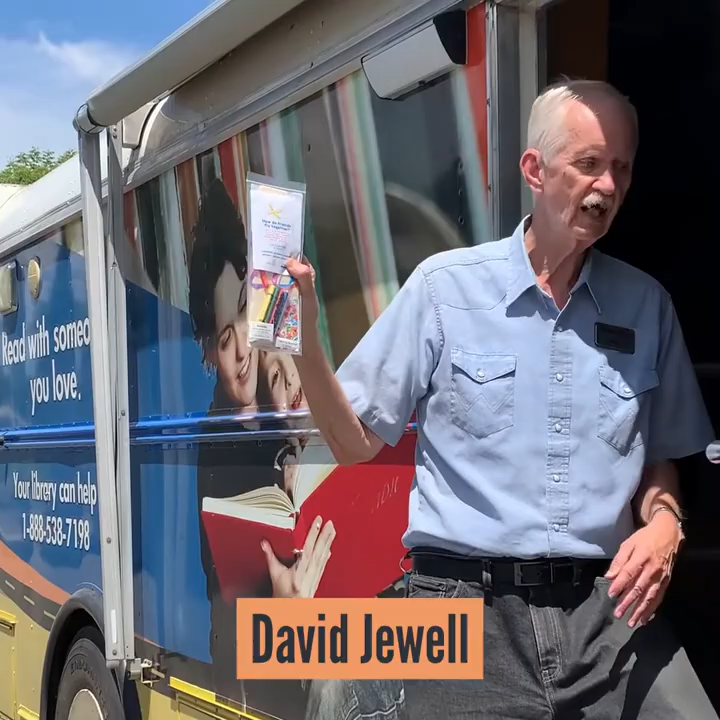 Read with someo
you love.
Your library can help
1-888-538-7198
David Jewell